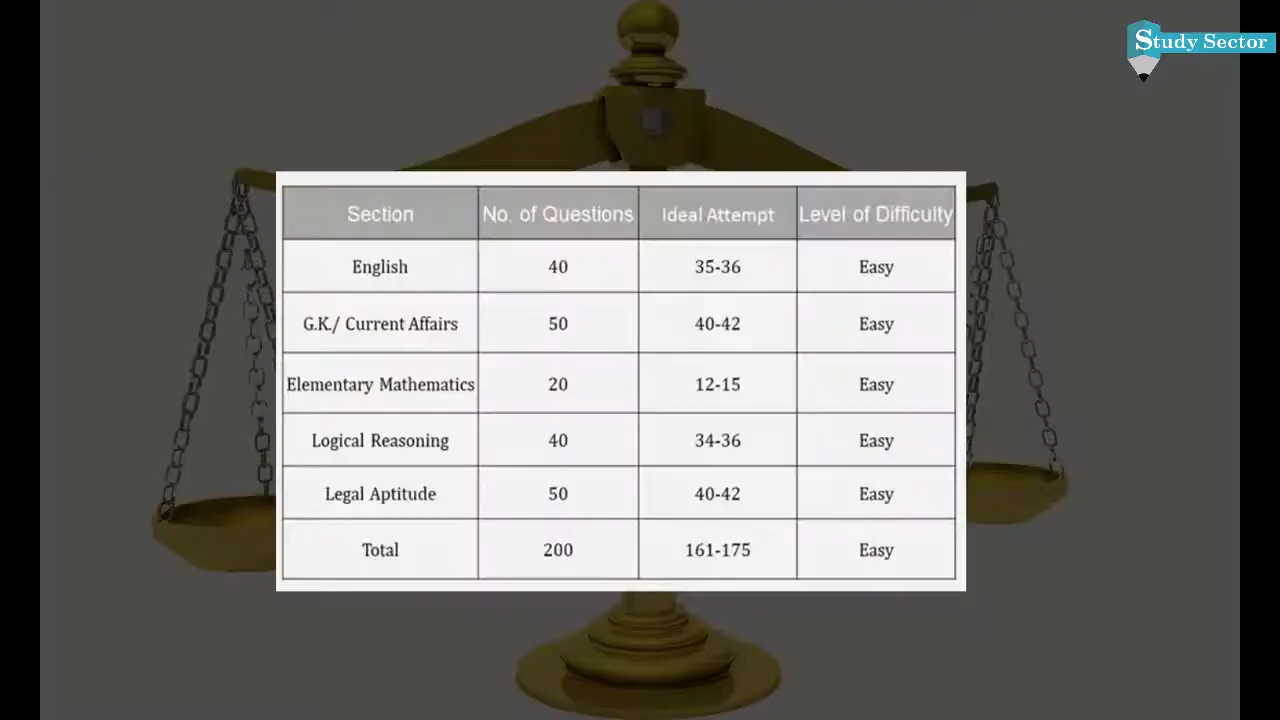 Study Sector
Section No. of Questions Ideal Attempt Level of Difficulty
English 40 35-36 Easy
G.K./ Current Affairs 50 40-42 Easy
Elementary Mathematics 20 12-15 Easy
Logical Reasoning 40 34-36 Easy
Legal Aptitude 50 40-42 Easy
Total 200 161-175 Easy